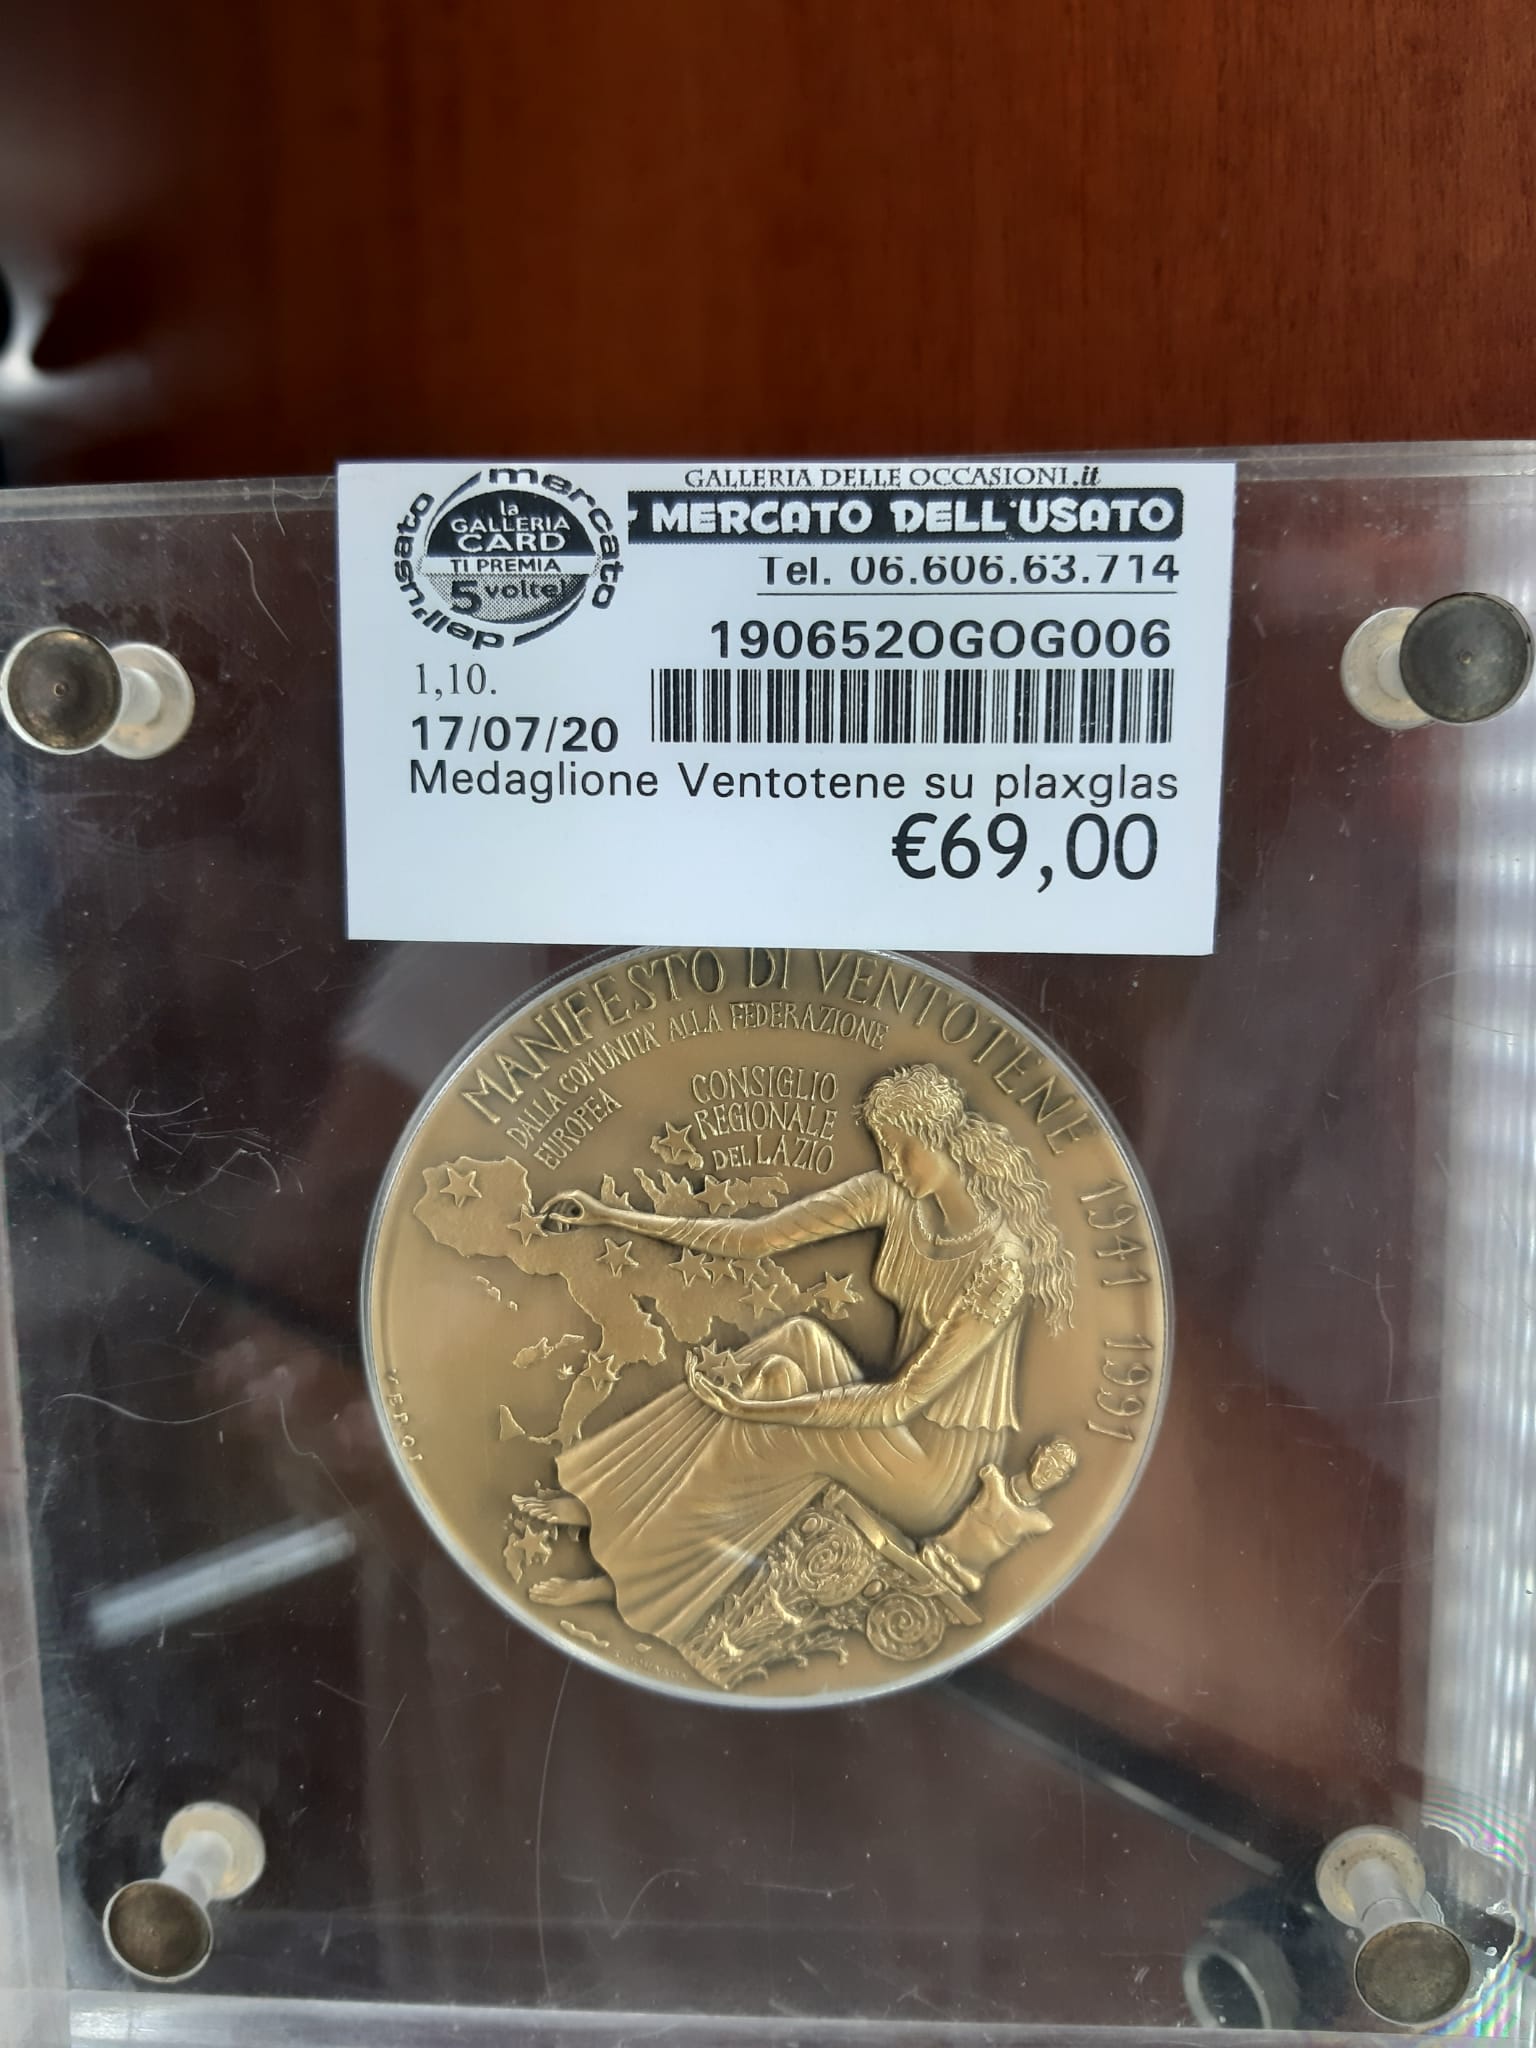 mercato
dell'usato
la
GALLERIA
CARD
TI PREMIA
5 volte!
GALLERIA DELLE OCCASIONI.it
MERCATO DELL'USATO
Tel. 06.606.63.714
190652OGOG006
1,10.
17/07/20
Medaglione Ventotene su plaxglas
€69,00
MANIFESTO DI VENTOTENE 1941 1991
DALLA COMUNITA' ALLA FEDERAZIONE
EUROPEA
CONSIGLIO
REGIONALE
DEL LAZIO
VEROI